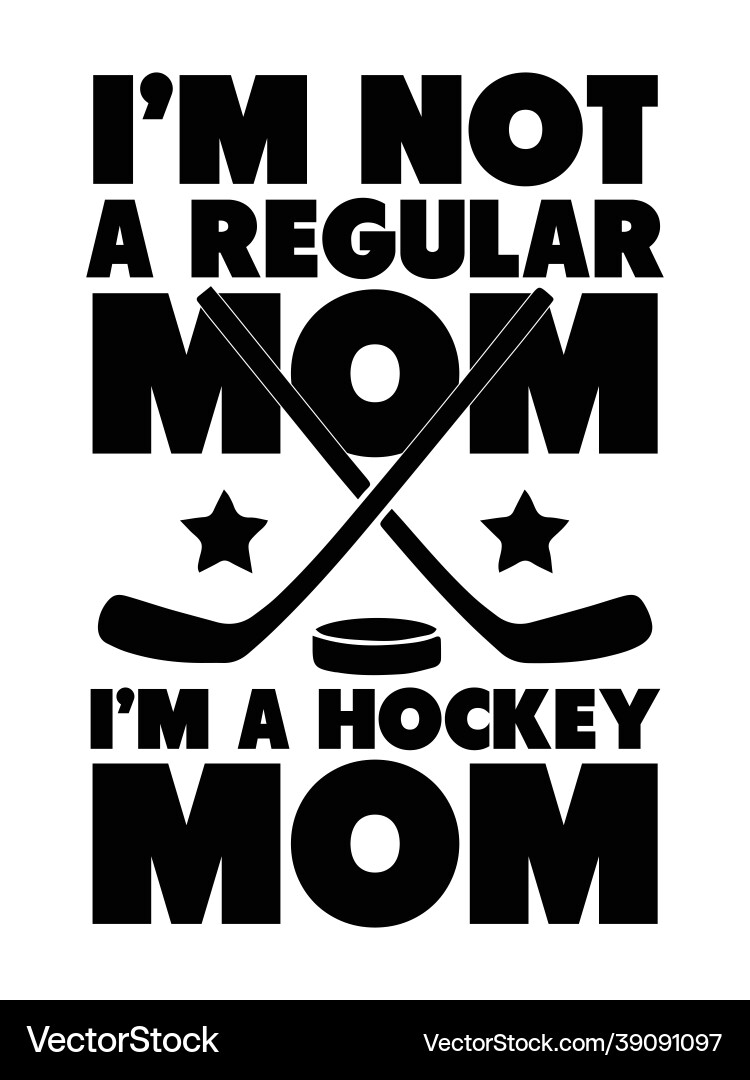 I'M NOT
A REGULAR
MOM
I'M A HOCKEY
MOM
VectorStock
VectorStock.com/39091097